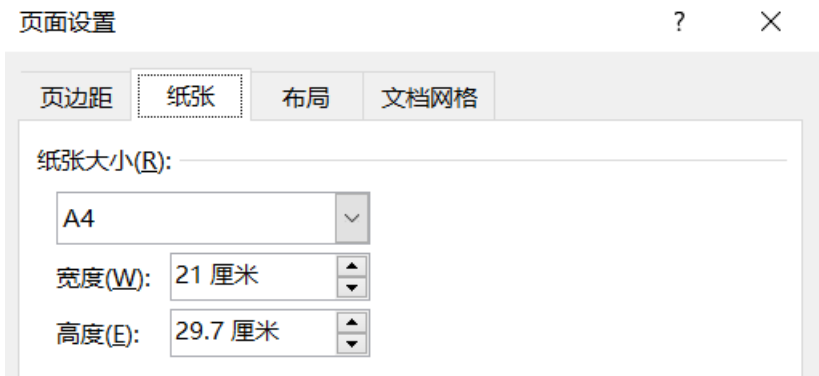 页面设置 ? ×
页边距 纸张 布局 文档网格
纸张大小(R):
A4
宽度(W): 21 厘米
高度(E): 29.7 厘米